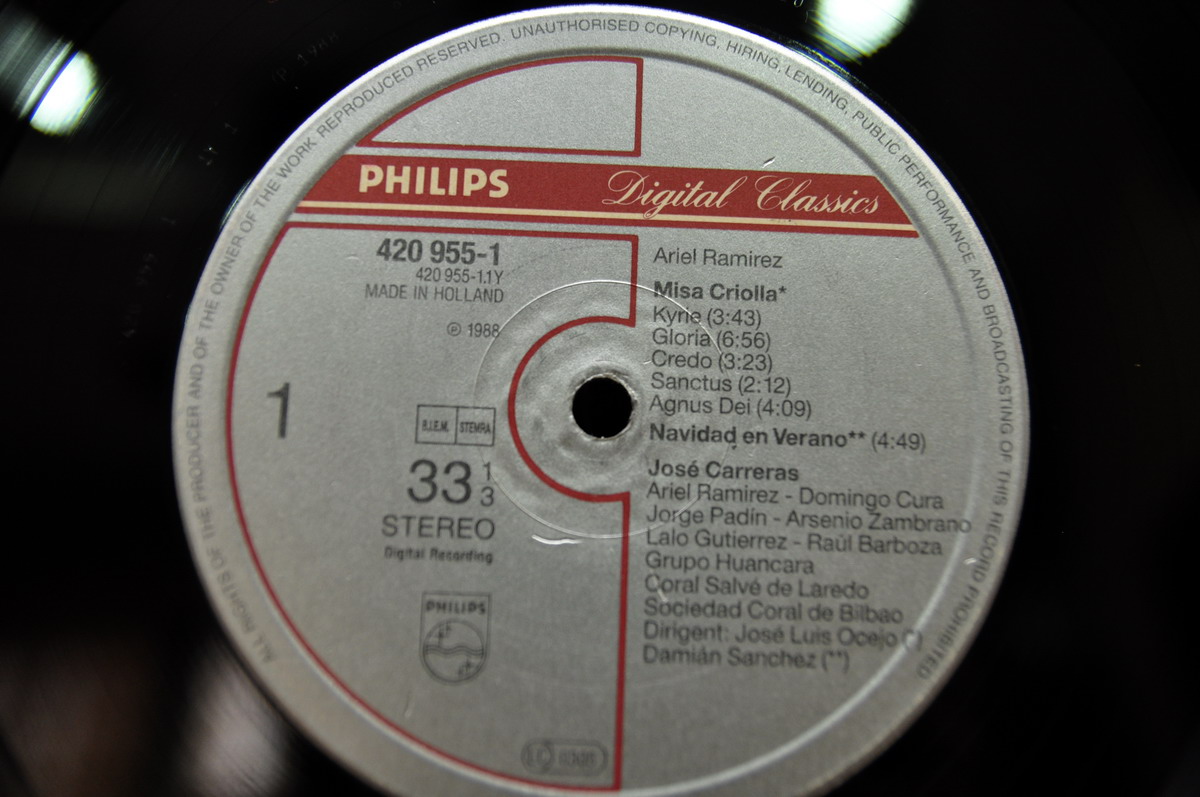 ALL RIGHTS OF THE PRODUCER AND OF THE OWNER OF THE WORK REPRODUCED RESERVED. UNAUTHORISED COPYING, HIRING, LENDING, PUBLIC PERFORMANCE AND BROADCASTING OF THIS RECORD PROHIBITED
PHILIPS Digital Classics
420 955-1
420 955-1.1Y
MADE IN HOLLAND
℗ 1988
1
B.I.E.M. STEMRA
33 1/3
STEREO
Digital Recording
PHILIPS
Ariel Ramirez
Misa Criolla*
Kyrie (3:43)
Gloria (6:56)
Credo (3:23)
Sanctus (2:12)
Agnus Dei (4:09)
Navidad en Verano** (4:49)
José Carreras
Ariel Ramirez - Domingo Cura
Jorge Padín - Arsenio Zambrano
Lalo Gutierrez - Raúl Barboza
Grupo Huancara
Coral Salvé de Laredo
Sociedad Coral de Bilbao
Dirigent: José Luis Ocejo (*)
Damián Sanchez (**)